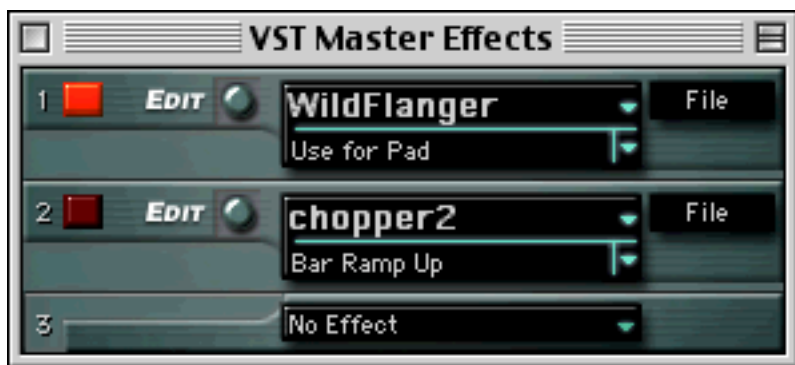 VST Master Effects
1 EDIT WildFlanger File
Use for Pad
2 EDIT chopper2 File
Bar Ramp Up
3 No Effect